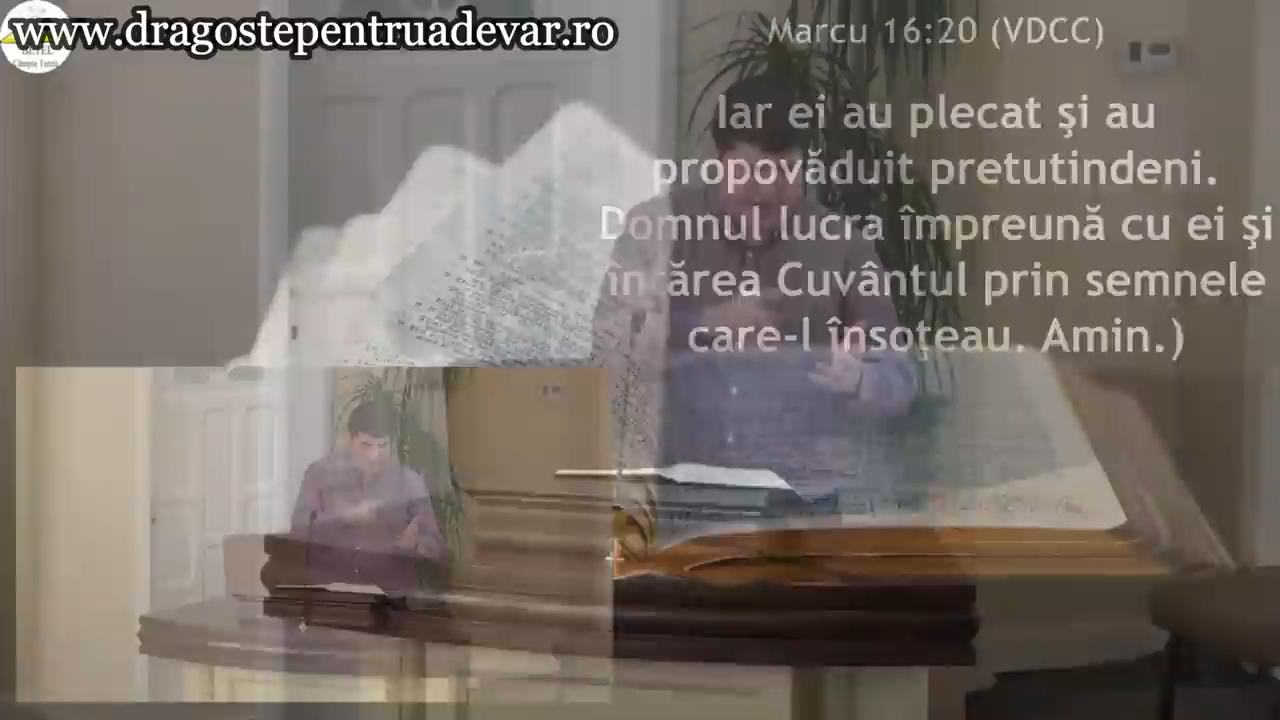 www.dragostepentruadevar.ro
Marcu 16:20 (VDCC)
Iar ei au plecat şi au
propovăduit pretutindeni.
Domnul lucra împreună cu ei şi
întărea Cuvântul prin semnele
care-l însoţeau. Amin.)